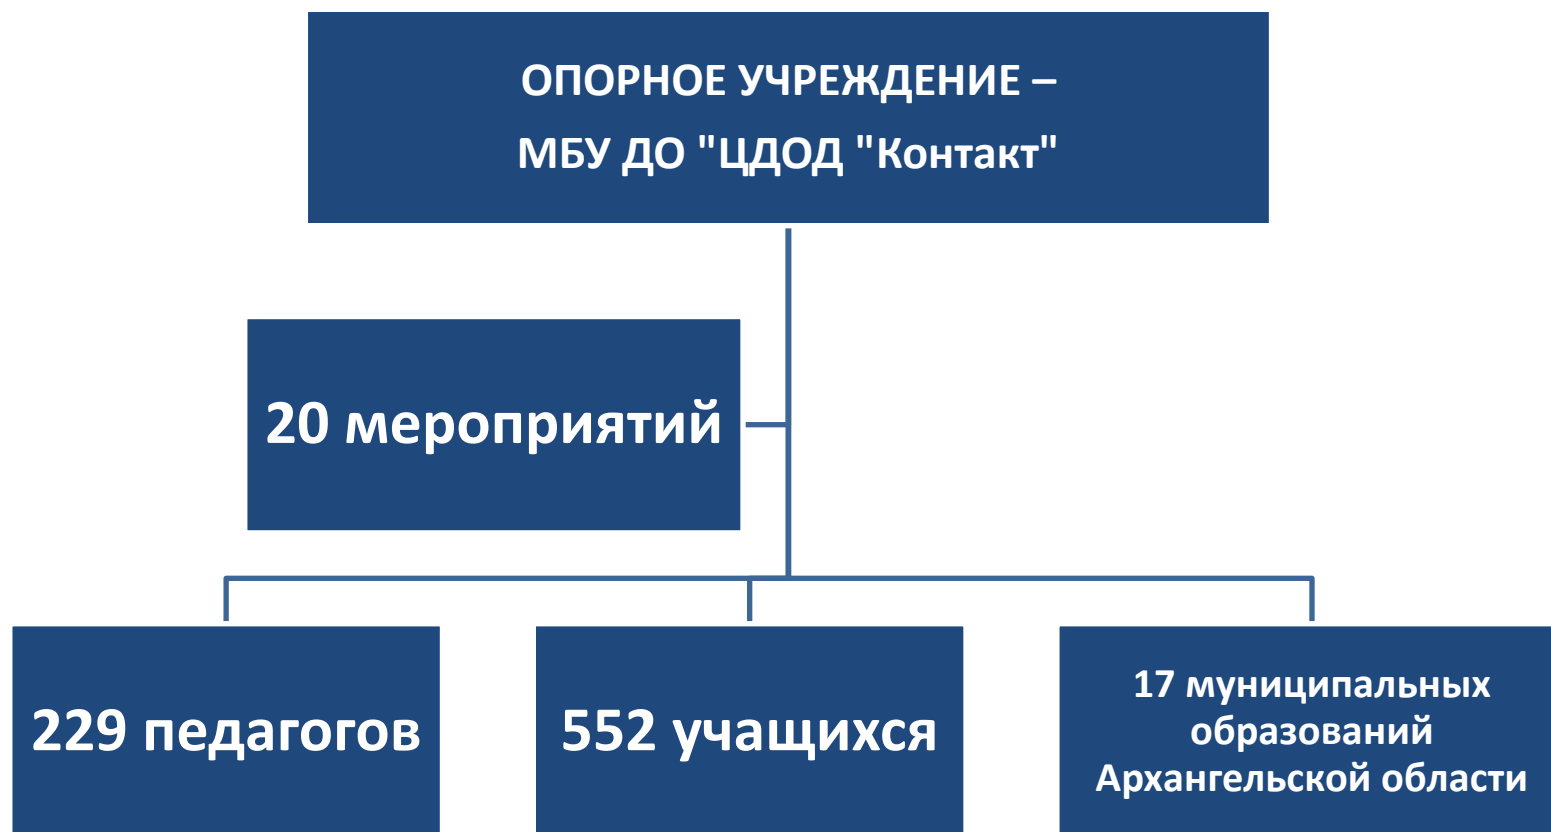 ОПОРНОЕ УЧРЕЖДЕНИЕ –
МБУ ДО "ЦДОД "Контакт"
20 мероприятий
229 педагогов
552 учащихся
17 муниципальных
образований
Архангельской области